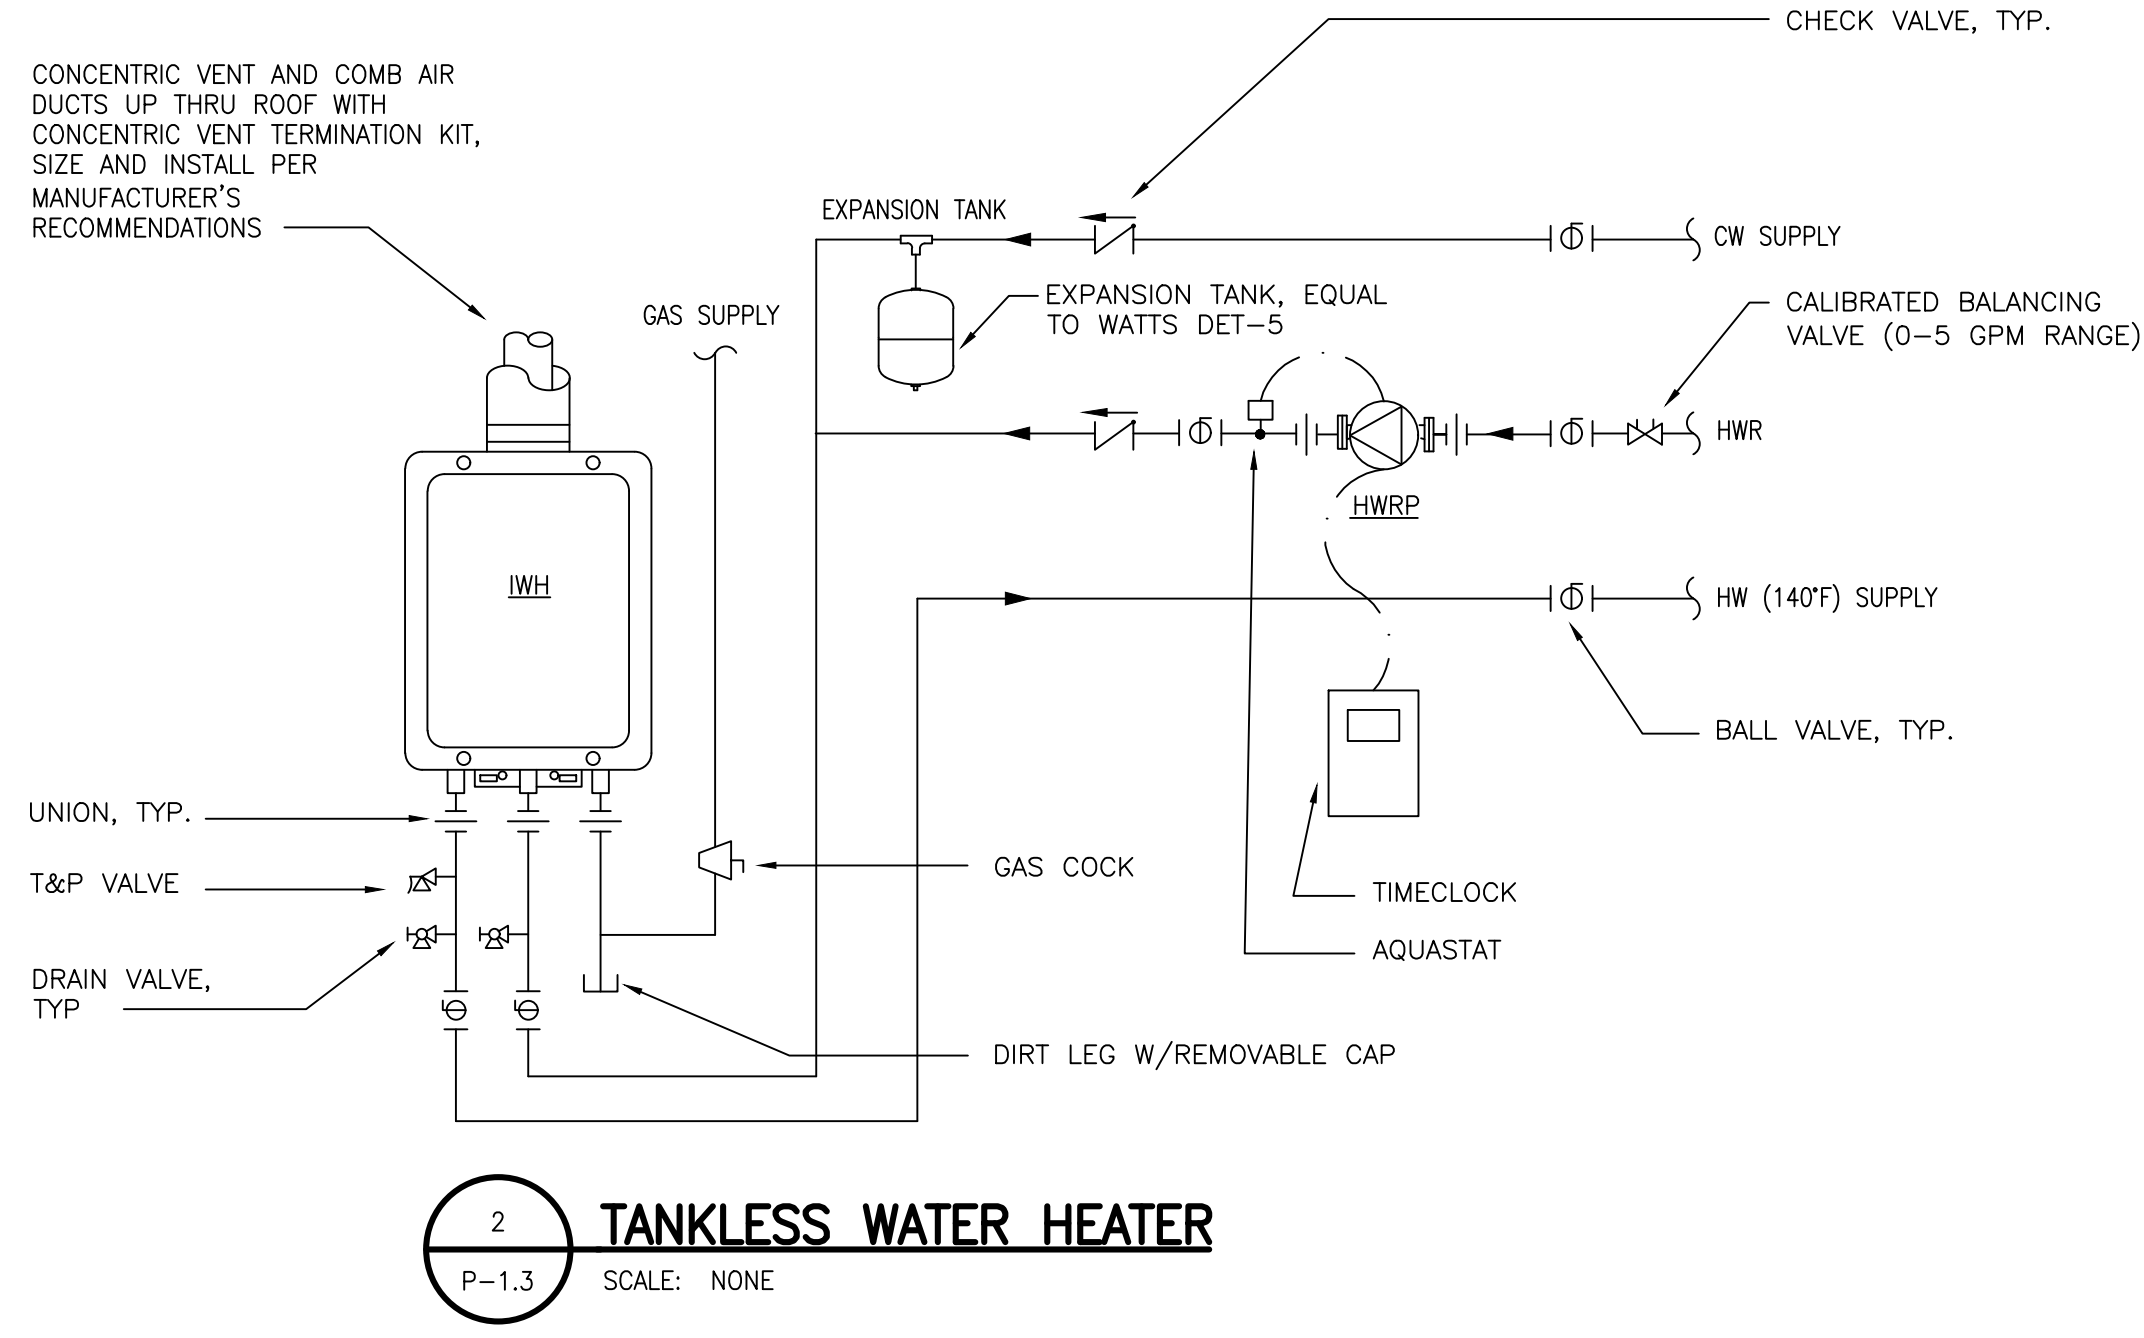 CHECK VALVE, TYP.
CONCENTRIC VENT AND COMB AIR
DUCTS UP THRU ROOF WITH
CONCENTRIC VENT TERMINATION KIT,
SIZE AND INSTALL PER
MANUFACTURER'S
RECOMMENDATIONS
EXPANSION TANK
CW SUPPLY
GAS SUPPLY
EXPANSION TANK, EQUAL
TO WATTS DET-5
CALIBRATED BALANCING
VALVE (0-5 GPM RANGE)
HWR
HWRP
IWH
HW (140°F) SUPPLY
BALL VALVE, TYP.
UNION, TYP.
T&P VALVE
GAS COCK
TIMECLOCK
AQUASTAT
DRAIN VALVE,
TYP
DIRT LEG W/REMOVABLE CAP
2
P-1.3
TANKLESS WATER HEATER
SCALE: NONE